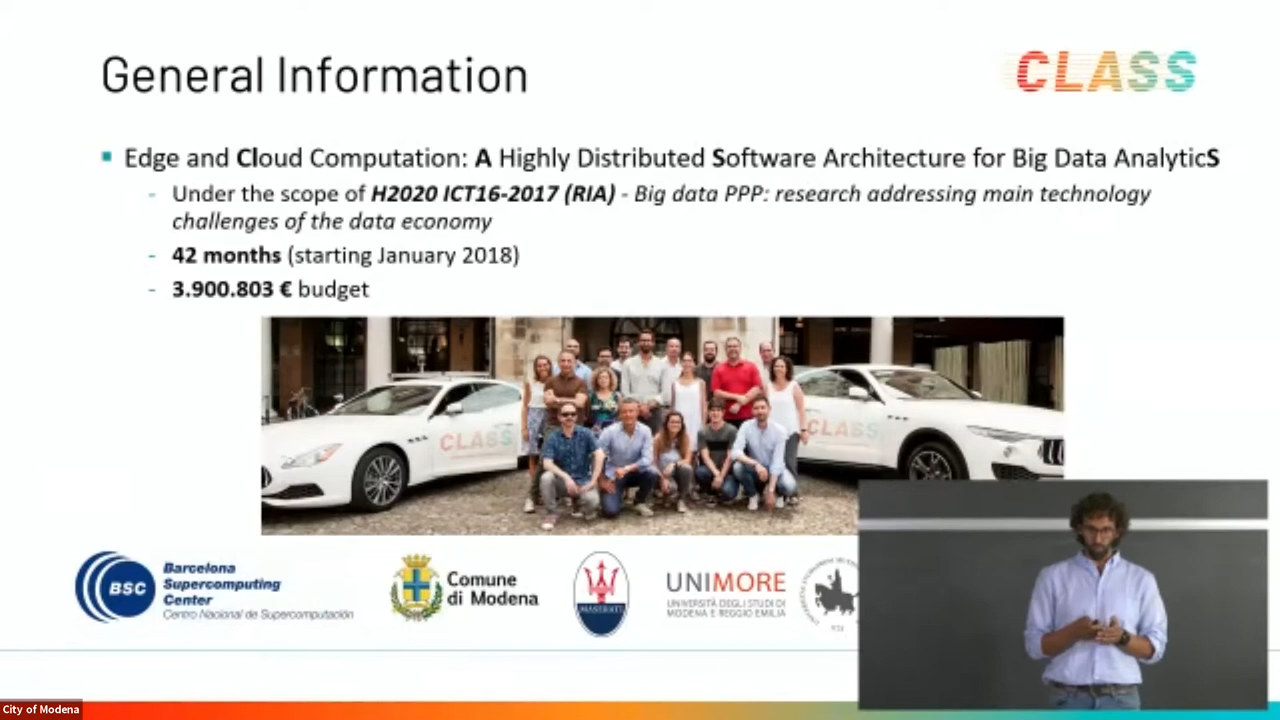 General Information
CLASS
Edge and Cloud Computation: A Highly Distributed Software Architecture for Big Data AnalyticS
- Under the scope of H2020 ICT16-2017 (RIA) - Big data PPP: research addressing main technology
challenges of the data economy
- 42 months (starting January 2018)
- 3.900.803 € budget
CLASS
CLASS
BSC
Barcelona
Supercomputing
Center
Centro Nacional de Supercomputación
Comune
di Modena
MASERATI
UNIMORE
UNIVERSITÀ DEGLI STUDI DI
MODENA E REGGIO EMILIA
City of Modena